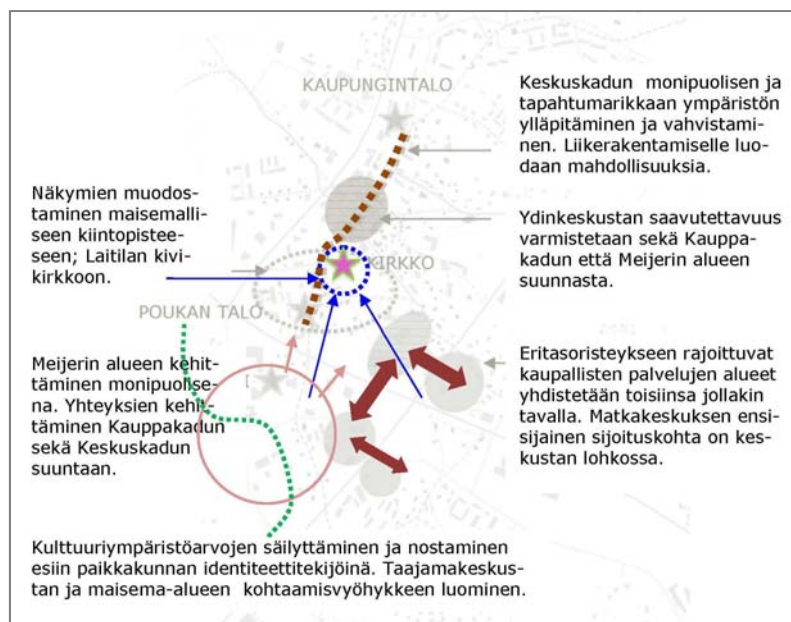 KAUPUNGINTALO
Keskuskadun monipuolisen ja
tapahtumarikkaan ympäristön
ylläpitäminen ja vahvistami-
nen. Liikerakentamiselle luo-
daan mahdollisuuksia.
Näkymien muodos-
taminen maisemalli-
seen kiintopistee-
seen; Laitilan kivi-
kirkkoon.
Ydinkeskustan saavutettavuus
varmistetaan sekä Kauppa-
kadun että Meijerin alueen
suunnasta.
KIRKKO
POUKAN TALO
Meijerin alueen kehit-
täminen monipuolise-
na. Yhteyksien kehit-
täminen Kauppakadun
sekä Keskuskadun
suuntaan.
Eritasoristeykseen rajoittuvat
kaupallisten palvelujen alueet
yhdistetään toisiinsa jollakin
tavalla. Matkakeskuksen ensi-
sijainen sijoituskohta on kes-
kustan lohkossa.
Kulttuuriympäristöarvojen säilyttäminen ja nostaminen
esiin paikkakunnan identiteettitekijöinä. Taajamakeskus-
tan ja maisema-alueen kohtaamisvyöhykkeen luominen.